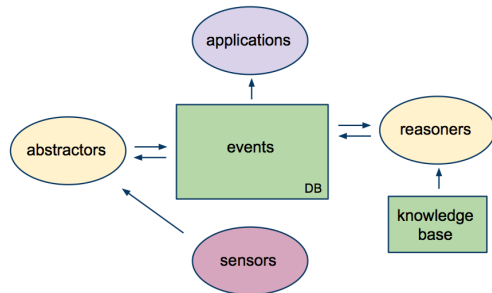 applications
abstractors
events
DB
reasoners
knowledge
base
sensors